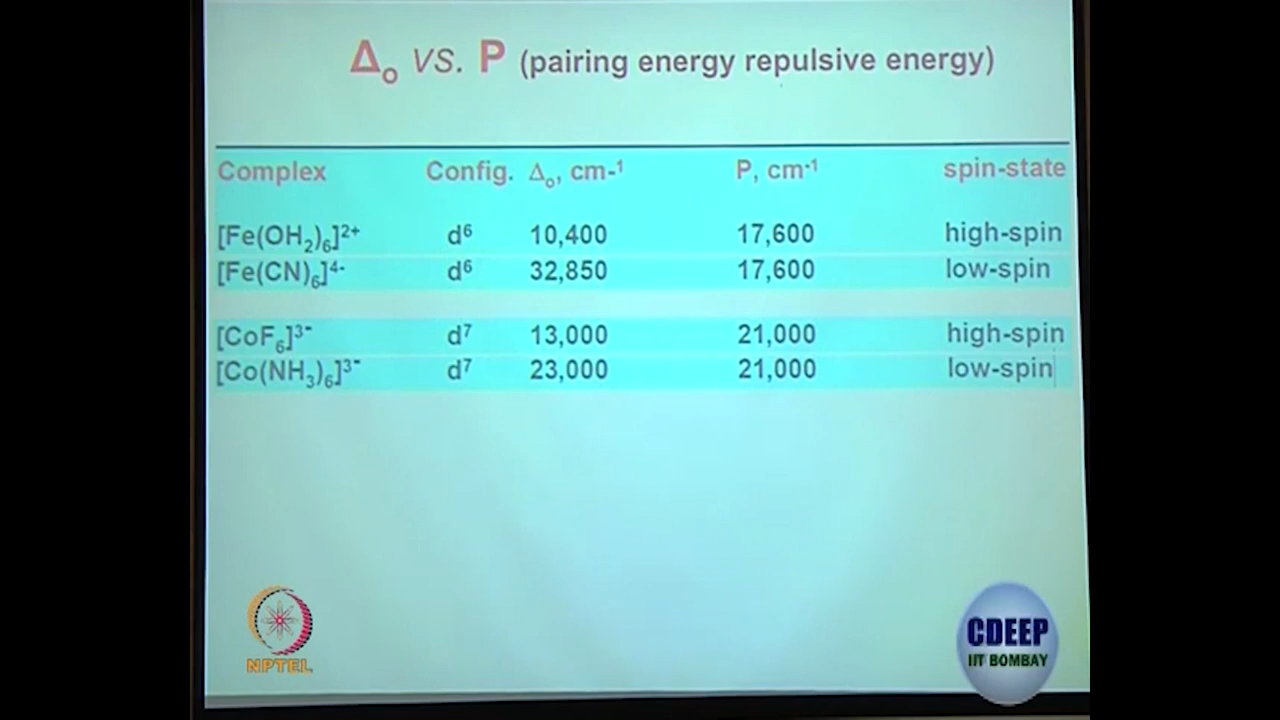 Δₒ VS. P (pairing energy repulsive energy)
Complex Config. Δₒ, cm-¹ P, cm-¹ spin-state
[Fe(OH₂)₆]²⁺ d⁶ 10,400 17,600 high-spin
[Fe(CN)₆]⁴⁻ d⁶ 32,850 17,600 low-spin
[CoF₆]³⁻ d⁷ 13,000 21,000 high-spin
[Co(NH₃)₆]³⁻ d⁷ 23,000 21,000 low-spin
NPTEL
CDEEP
IIT BOMBAY